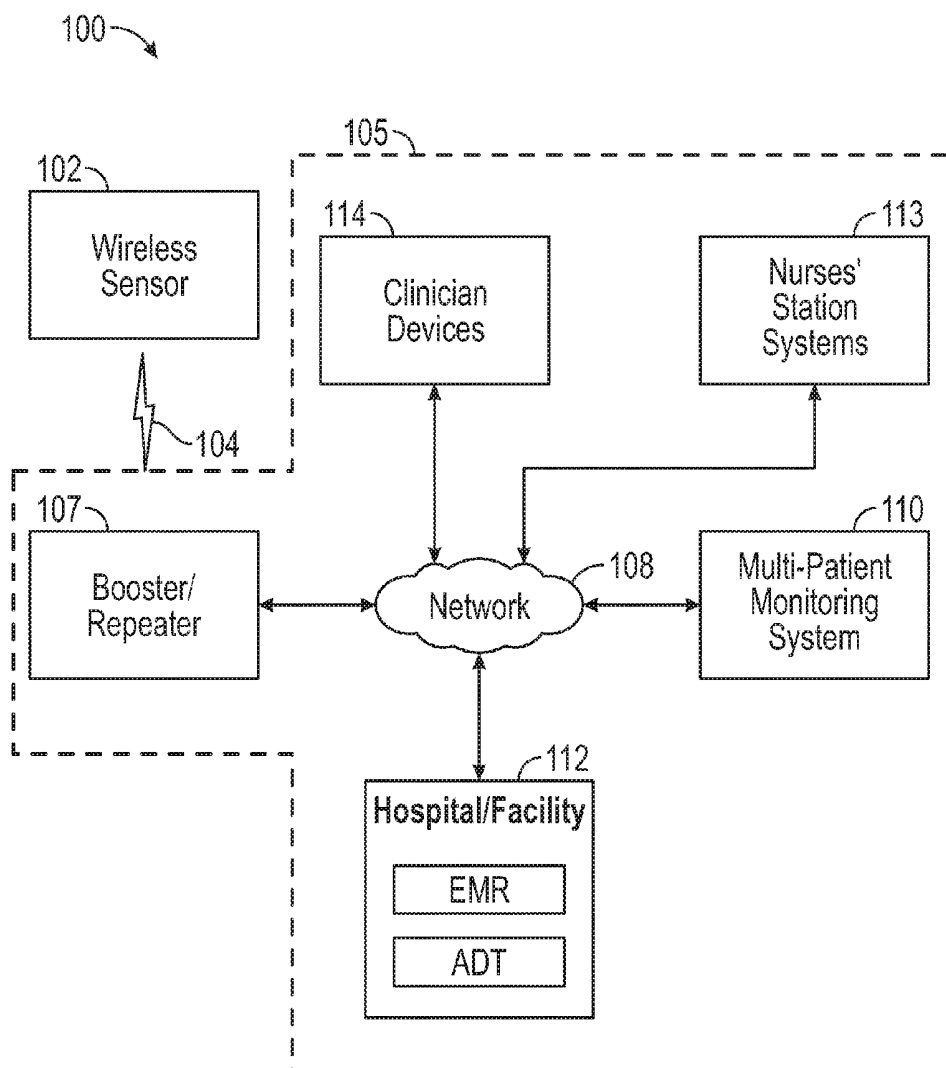 100
105
102
Wireless
Sensor
114
Clinician
Devices
113
Nurses'
Station
Systems
104
107
Booster/
Repeater
108
Network
110
Multi-Patient
Monitoring
System
112
Hospital/Facility
EMR
ADT